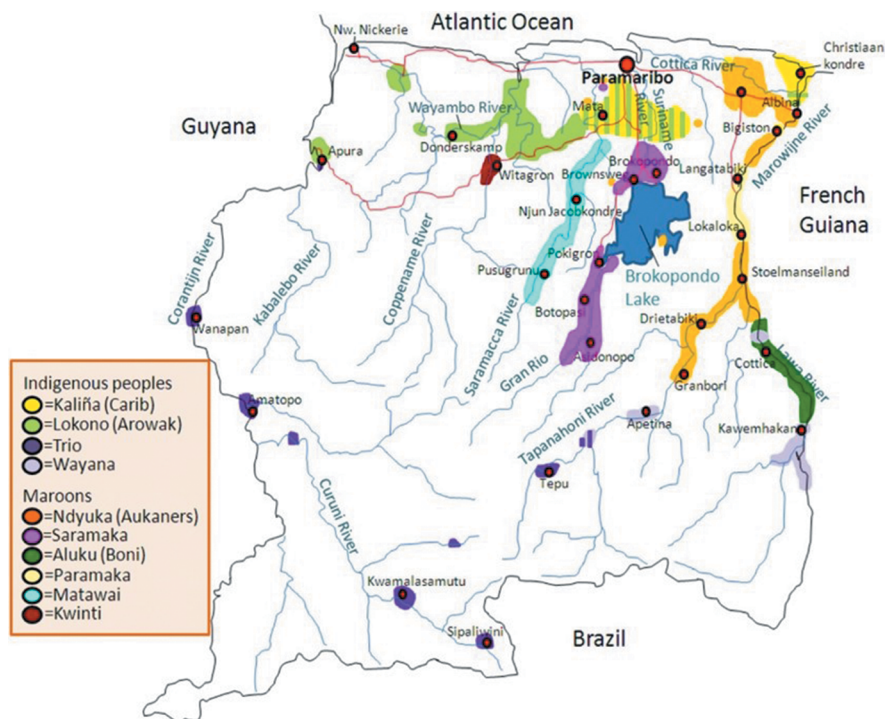 Atlantic Ocean
Nw. Nickerie
Cottica River
Christiaan
kondre
Paramaribo
Wayambo River
Mata
Suriname
River
Albina
Guyana
Donderskamp
Bigiston
Marowijne River
Apura
Witagron
Brokopondo
Brownsweg
Langatabiki
French
Guiana
Njun Jacobkondre
Lokaloka
Corantijn River
Kabalebo River
Coppename River
Pokigron
Pusugrunu
Brokopondo
Lake
Stoelmanseiland
Saramacca River
Botopasi
Drietabiki
Wanapan
Gran Rio
Cottica
Lawa River
Granbori
Apetina
Tapanahoni River
Kawemhakan
Tepu
Curuni River
Kwamalasamutu
Sipaliwini
Brazil
Indigenous peoples
=Kaliña (Carib)
=Lokono (Arowak)
=Trio
=Wayana
Maroons
=Ndyuka (Aukaners)
=Saramaka
=Aluku (Boni)
=Paramaka
=Matawai
=Kwinti